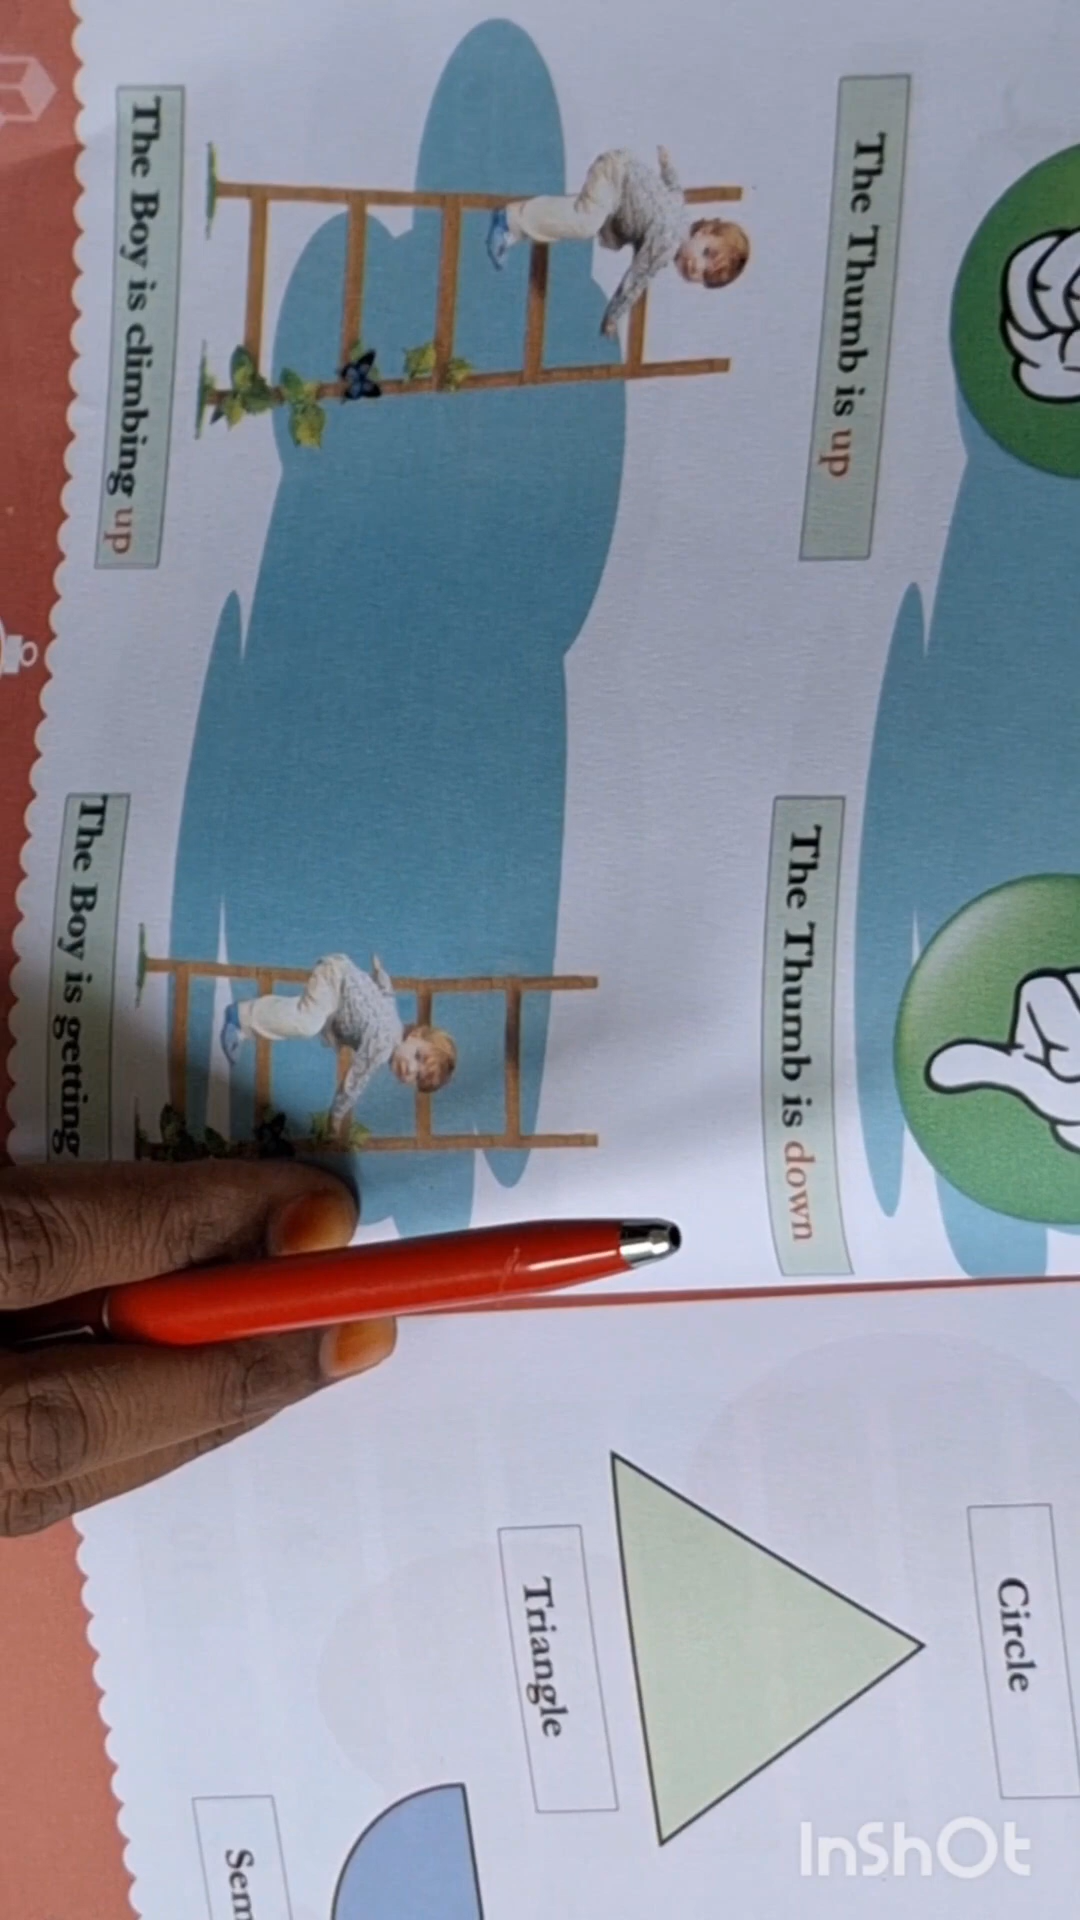 The Thumb is up
The Thumb is down
The Boy is climbing up
The Boy is getting
Circle
Triangle
Sem
InShOt